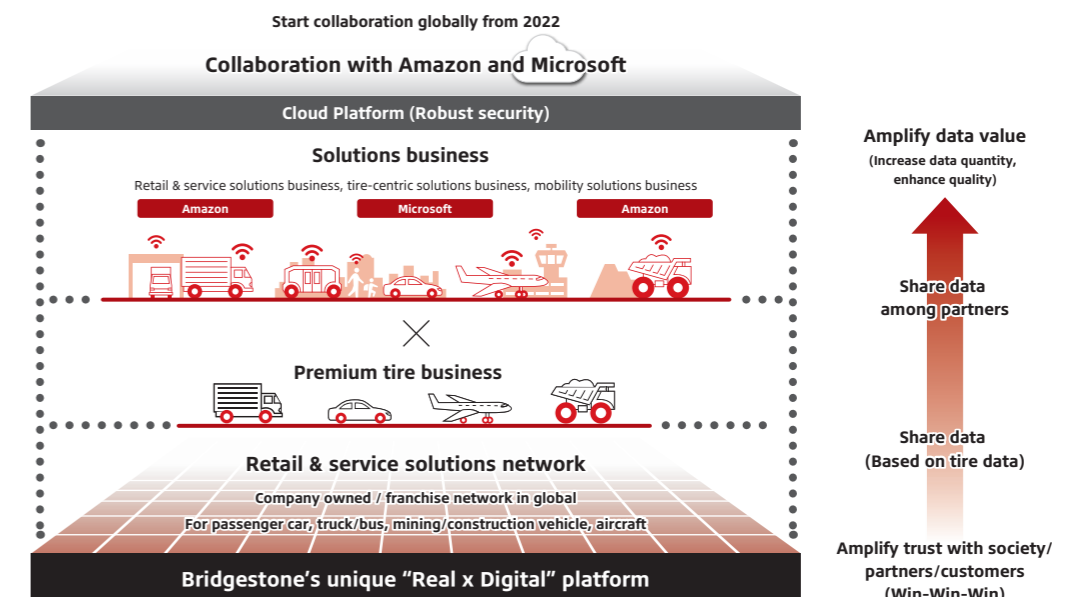 Start collaboration globally from 2022
Collaboration with Amazon and Microsoft
Cloud Platform (Robust security)
Solutions business
Retail & service solutions business, tire-centric solutions business, mobility solutions business
Amazon
Microsoft
Amazon
Premium tire business
Retail & service solutions network
Company owned / franchise network in global
For passenger car, truck/bus, mining/construction vehicle, aircraft
Bridgestone’s unique “Real x Digital” platform
Amplify data value
(Increase data quantity,
enhance quality)
Share data
among partners
Share data
(Based on tire data)
Amplify trust with society/
partners/customers
(Win-Win-Win)